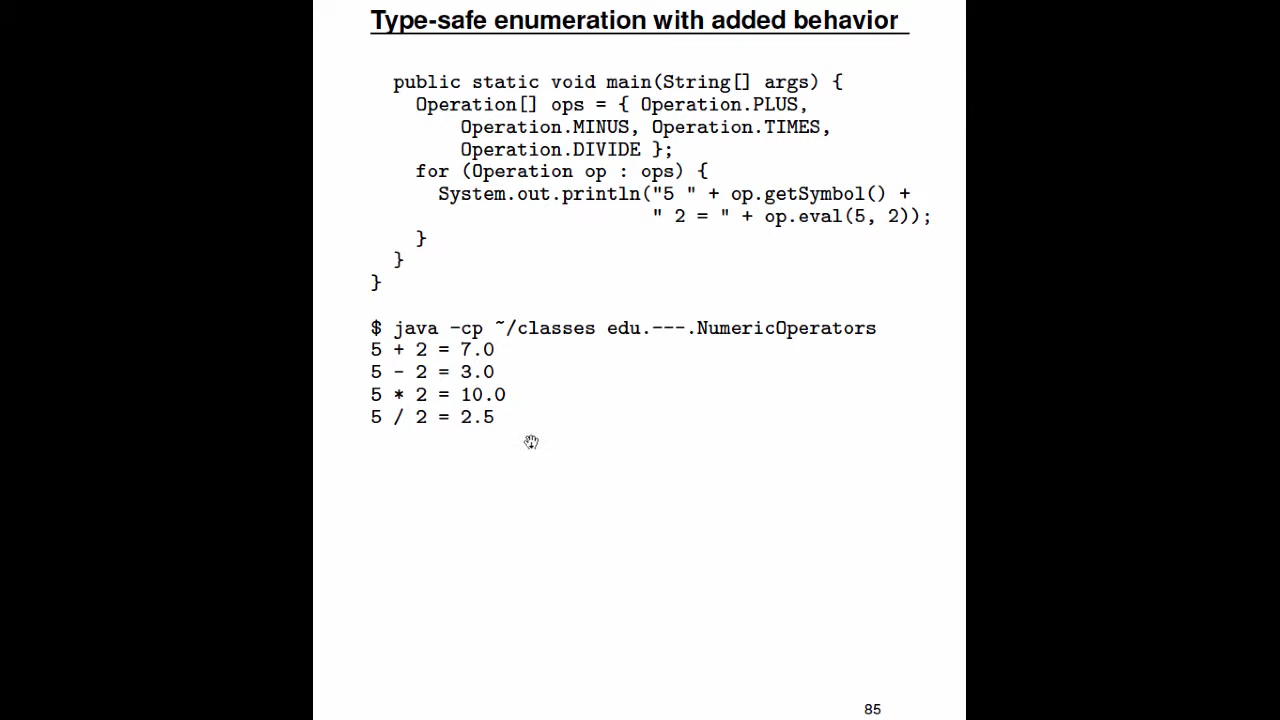 Type-safe enumeration with added behavior
public static void main(String[] args) {
Operation[] ops = { Operation.PLUS,
Operation.MINUS, Operation.TIMES,
Operation.DIVIDE };
for (Operation op : ops) {
System.out.println("5 " + op.getSymbol() +
" 2 = " + op.eval(5, 2));
}
}
}
$ java -cp ~/classes edu.---.NumericOperators
5 + 2 = 7.0
5 - 2 = 3.0
5 * 2 = 10.0
5 / 2 = 2.5
85